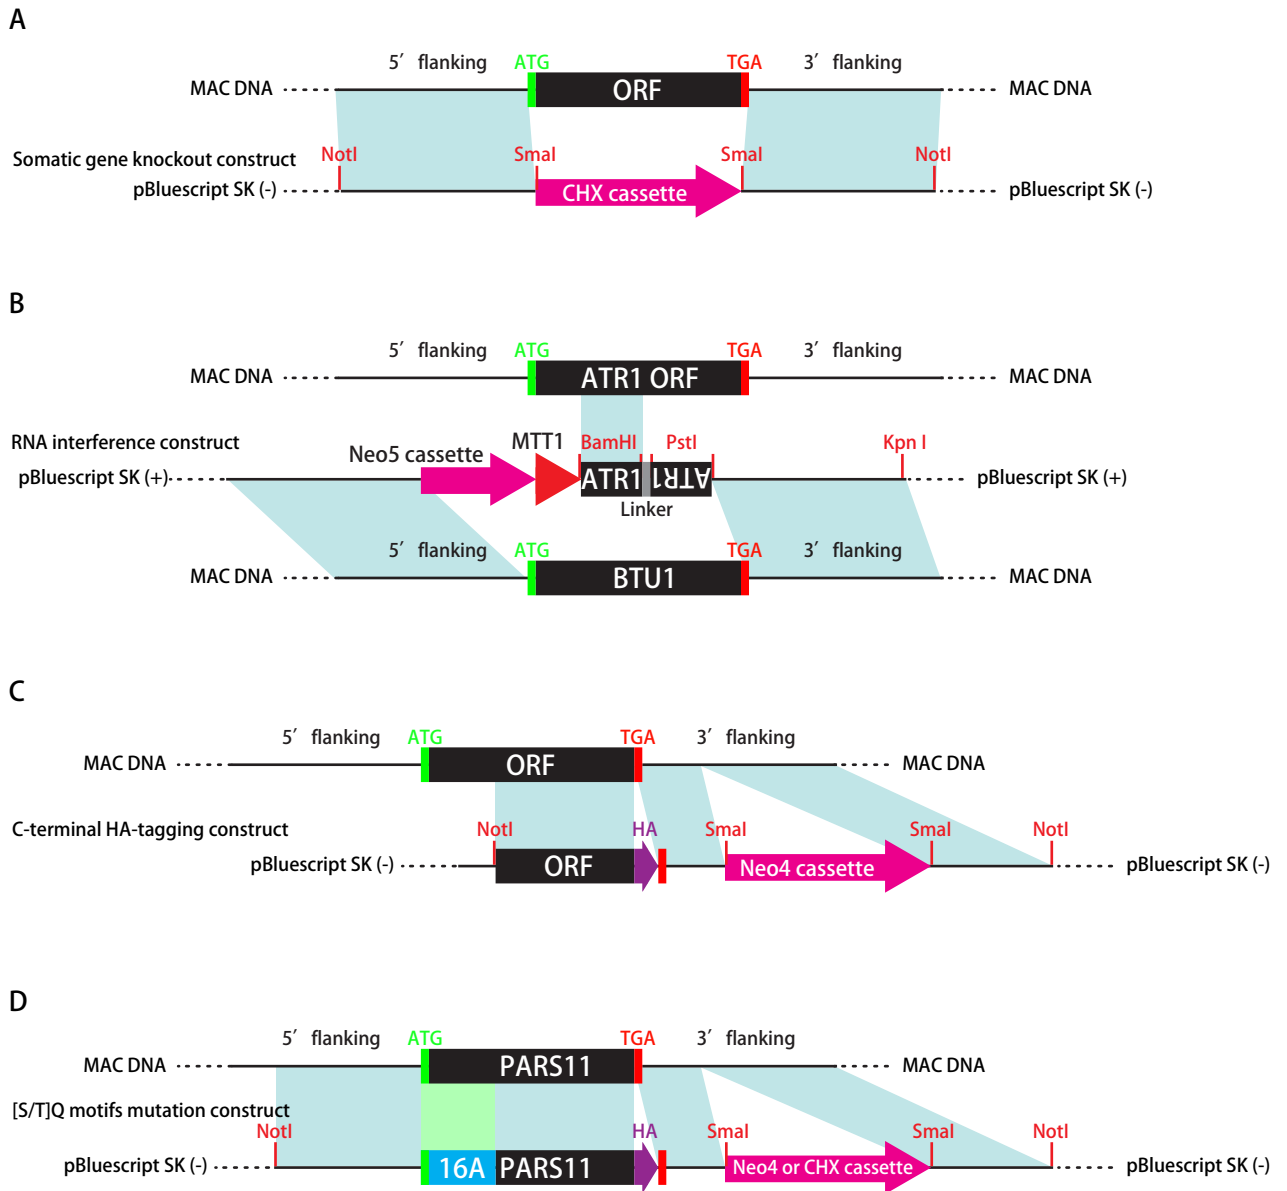 A
5′ flanking ATG TGA 3′ flanking
MAC DNA ORF MAC DNA
Somatic gene knockout construct NotI SmaI SmaI NotI
pBluescript SK (-) CHX cassette pBluescript SK (-)
B
5′ flanking ATG TGA 3′ flanking
MAC DNA ATR1 ORF MAC DNA
RNA interference construct Neo5 cassette MTT1 BamHI PstI Kpn I
pBluescript SK (+) ATR1 ATR1 pBluescript SK (+)
Linker
5′ flanking ATG TGA 3′ flanking
MAC DNA BTU1 MAC DNA
C
5′ flanking ATG TGA 3′ flanking
MAC DNA ORF MAC DNA
C-terminal HA-tagging construct NotI HA SmaI SmaI NotI
pBluescript SK (-) ORF Neo4 cassette pBluescript SK (-)
D
5′ flanking ATG TGA 3′ flanking
MAC DNA PARS11 MAC DNA
[S/T]Q motifs mutation construct
NotI HA SmaI SmaI NotI
pBluescript SK (-) 16A PARS11 Neo4 or CHX cassette pBluescript SK (-)